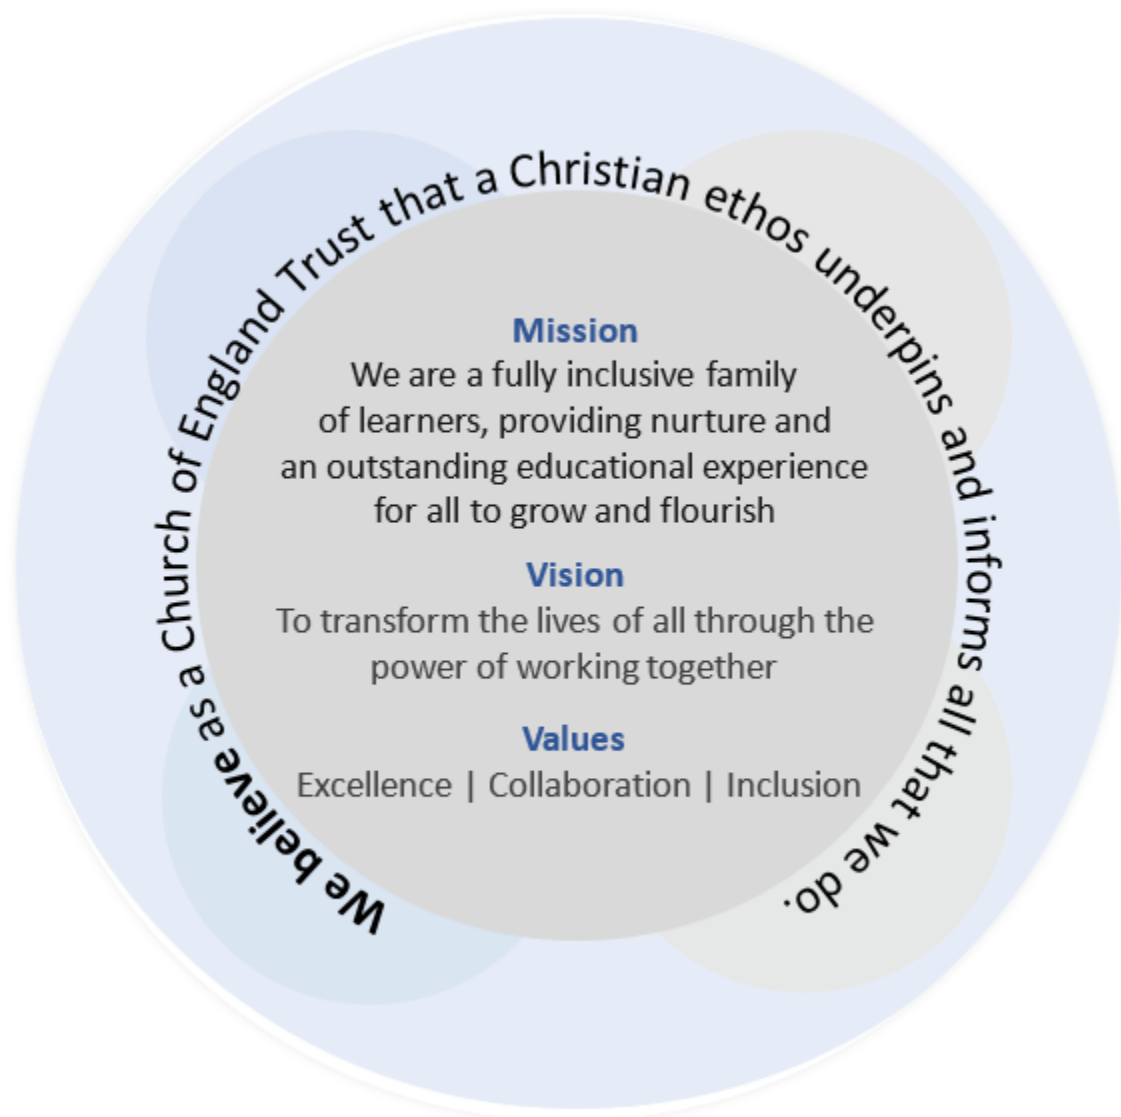 We believe as a Church of England Trust that a Christian ethos underpins and informs all that we do.
Mission
We are a fully inclusive family
of learners, providing nurture and
an outstanding educational experience
for all to grow and flourish
Vision
To transform the lives of all through the
power of working together
Values
Excellence | Collaboration | Inclusion